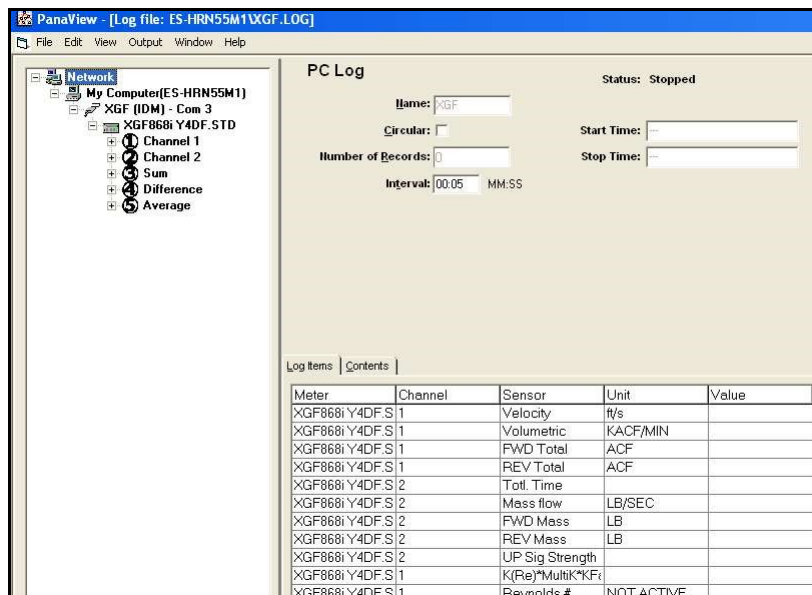 PanaView - [Log file: ES-HRN55M1\XGF.LOG]
File Edit View Output Window Help
Network
My Computer(ES-HRN55M1)
XGF (IDM) - Com 3
XGF868i Y4DF.STD
1 Channel 1
2 Channel 2
3 Sum
4 Difference
5 Average
PC Log
Status: Stopped
Name: XGF
Circular:
Start Time: ---
Number of Records: 0
Stop Time: ---
Interval: 00:05 MM:SS
Log Items Contents
Meter Channel Sensor Unit Value
XGF868i Y4DF.S 1 Velocity ft/s
XGF868i Y4DF.S 1 Volumetric KACF/MIN
XGF868i Y4DF.S 1 FWD Total ACF
XGF868i Y4DF.S 1 REV Total ACF
XGF868i Y4DF.S 2 Totl. Time
XGF868i Y4DF.S 2 Mass flow LB/SEC
XGF868i Y4DF.S 2 FWD Mass LB
XGF868i Y4DF.S 2 REV Mass LB
XGF868i Y4DF.S 2 UP Sig Strength
XGF868i Y4DF.S 1 K(Re)*MultiK*KFa
XGF868i Y4DF.S 1 Reynolds # NOT ACTIVE